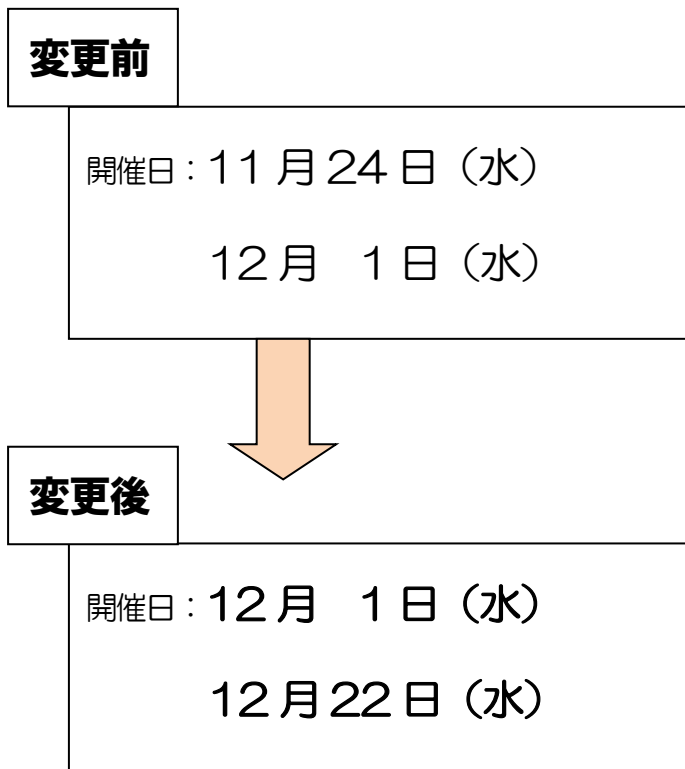 変更前
開催日：11月24日（水）
12月　1日（水）
変更後
開催日：12月　1日（水）
12月22日（水）